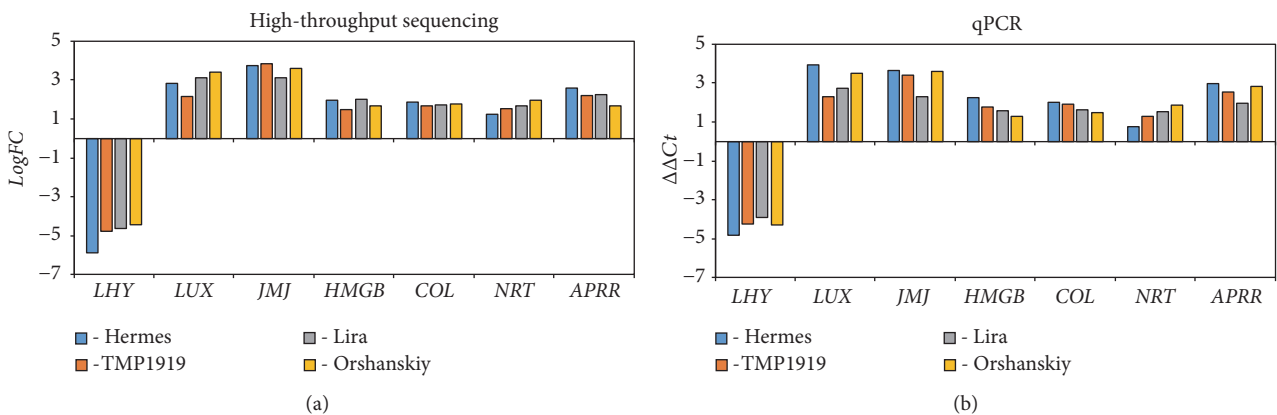 High-throughput sequencing
5
3
1
−1
−3
−5
−7
LogFC
LHY LUX JMJ HMGB COL NRT APRR
- Hermes - Lira
-TMP1919 - Orshanskiy
(a)
qPCR
5
3
1
−1
−3
−5
−7
ΔΔCt
LHY LUX JMJ HMGB COL NRT APRR
- Hermes - Lira
-TMP1919 - Orshanskiy
(b)